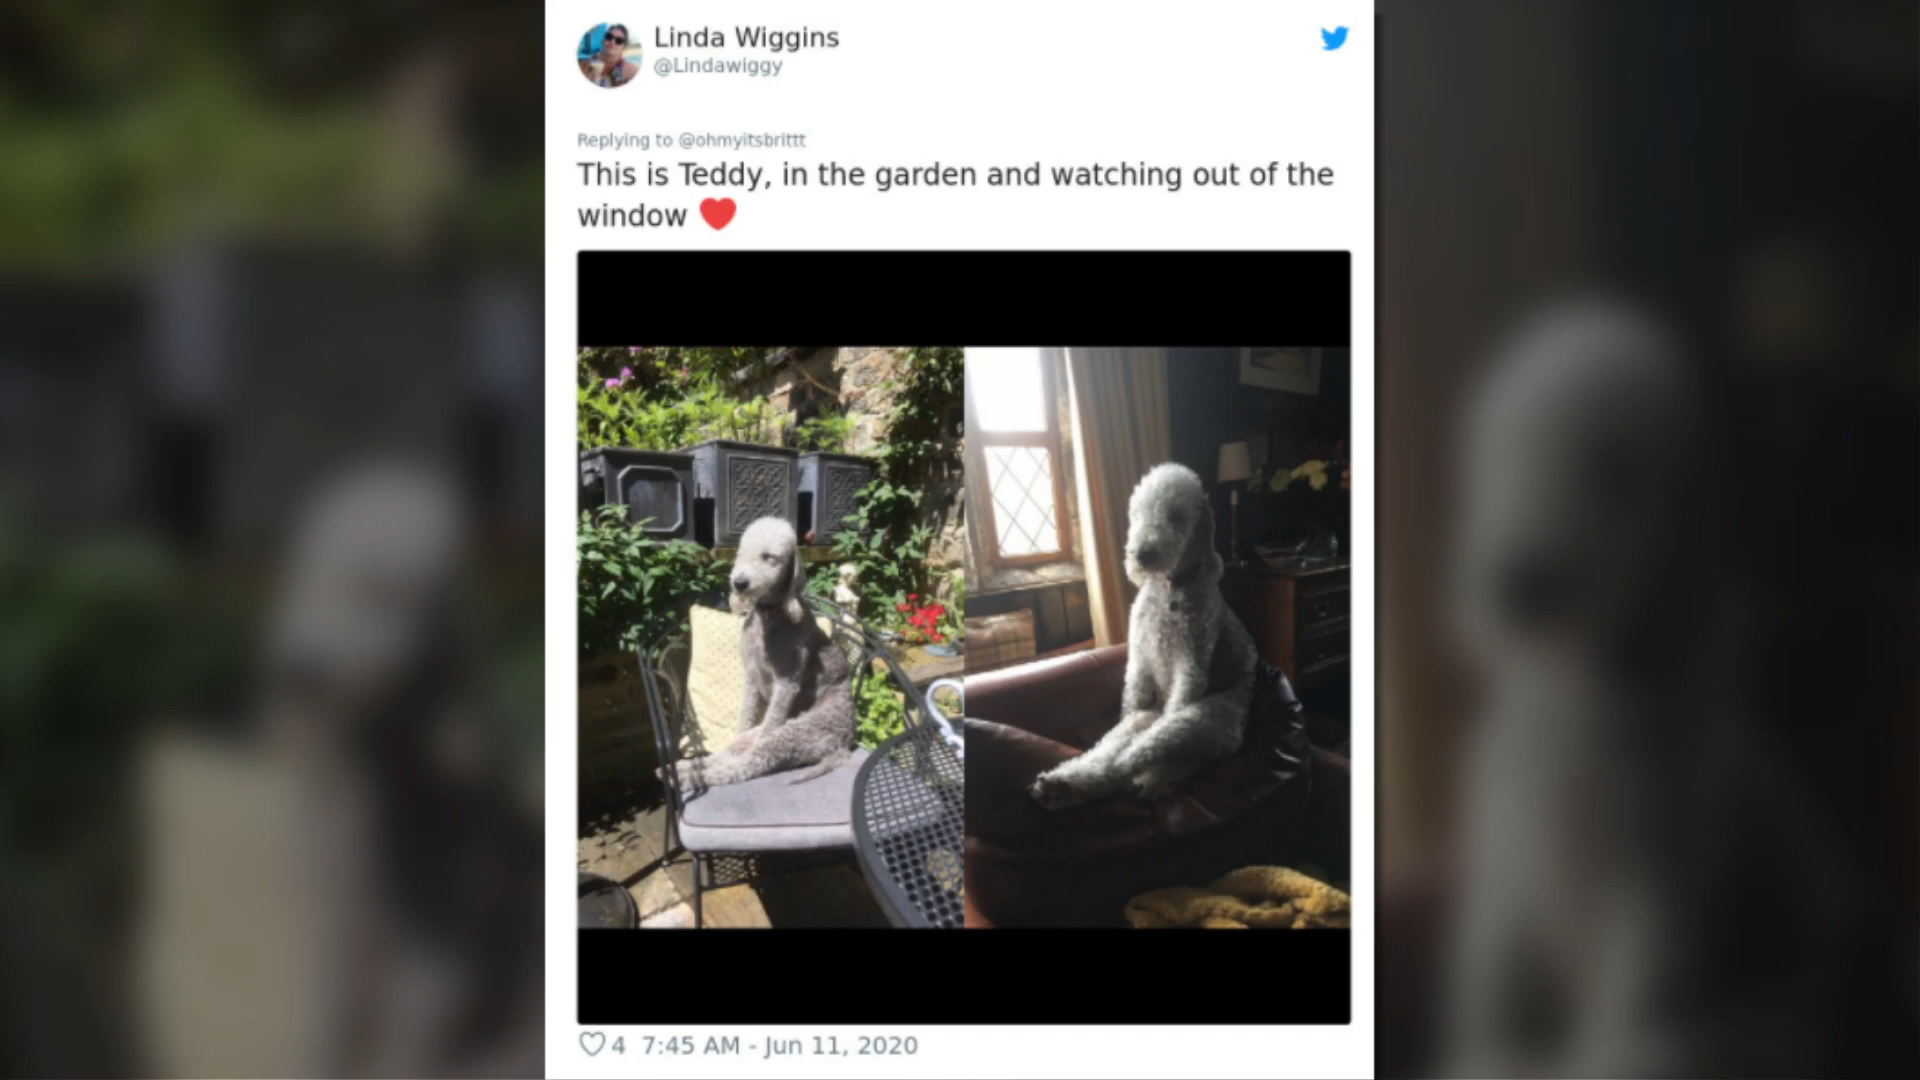 Linda Wiggins
@Lindawiggy
Replying to @ohmyitsbrittt
This is Teddy, in the garden and watching out of the
window ❤️
4 7:45 AM - Jun 11, 2020